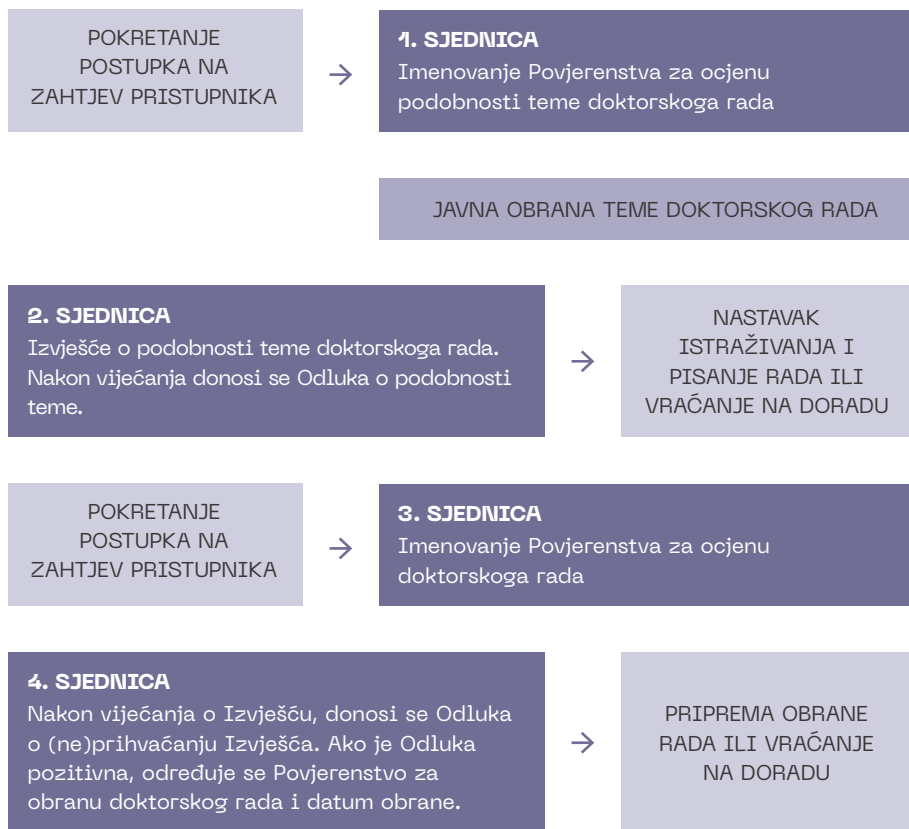 POKRETANJE
POSTUPKA NA
ZAHTJEV PRISTUPNIKA
1. SJEDNICA
Imenovanje Povjerenstva za ocjenu
podobnosti teme doktorskoga rada
JAVNA OBRANA TEME DOKTORSKOG RADA
2. SJEDNICA
Izvješće o podobnosti teme doktorskoga rada.
Nakon vijećanja donosi se Odluka o podobnosti
teme.
NASTAVAK
ISTRAŽIVANJA I
PISANJE RADA ILI
VRAĆANJE NA DORADU
POKRETANJE
POSTUPKA NA
ZAHTJEV PRISTUPNIKA
3. SJEDNICA
Imenovanje Povjerenstva za ocjenu
doktorskoga rada
4. SJEDNICA
Nakon vijećanja o Izvješću, donosi se Odluka
o (ne)prihvaćanju Izvješća. Ako je Odluka
pozitivna, određuje se Povjerenstvo za
obranu doktorskog rada i datum obrane.
PRIPREMA OBRANE
RADA ILI VRAĆANJE
NA DORADU